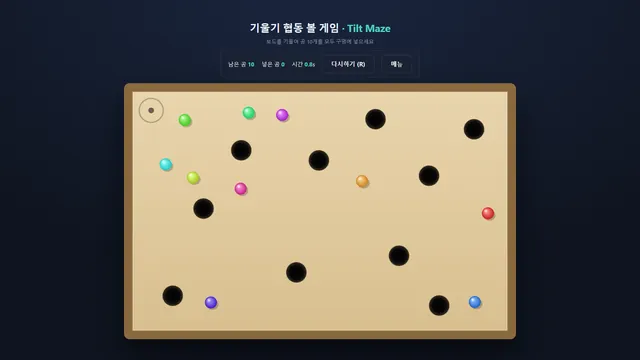 기울기 협동 볼 게임 · Tilt Maze
보드를 기울여 공 10개를 모두 구멍에 넣으세요
남은 공 10 넣은 공 0 시간 0.8s 다시하기 (R) 메뉴